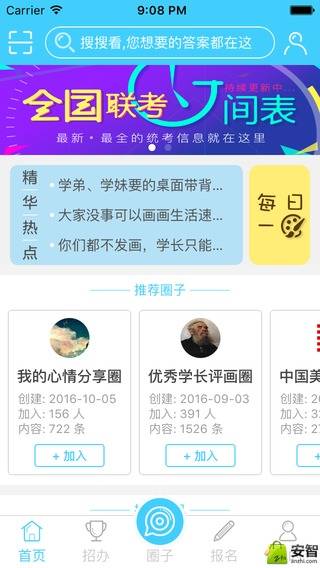 Carrier 9:08 PM
搜搜看,您想要的答案都在这
持续更新中...
全国联考 间表
最新·最全的统考信息就在这里
精华热点
学弟、学妹要的桌面带背...
大家没事可以画画生活速...
你们都不发画，学长只能...
每日一
推荐圈子
我的心情分享圈
创建: 2016-10-05
加入: 156 人
内容: 722 条
+ 加入
优秀学长评画圈
创建: 2016-09-03
加入: 391 人
内容: 1526 条
+ 加入
中国美
创建: 2
加入: 3
内容: 2
首页
招办
圈子
报名
安智
anzhi.com